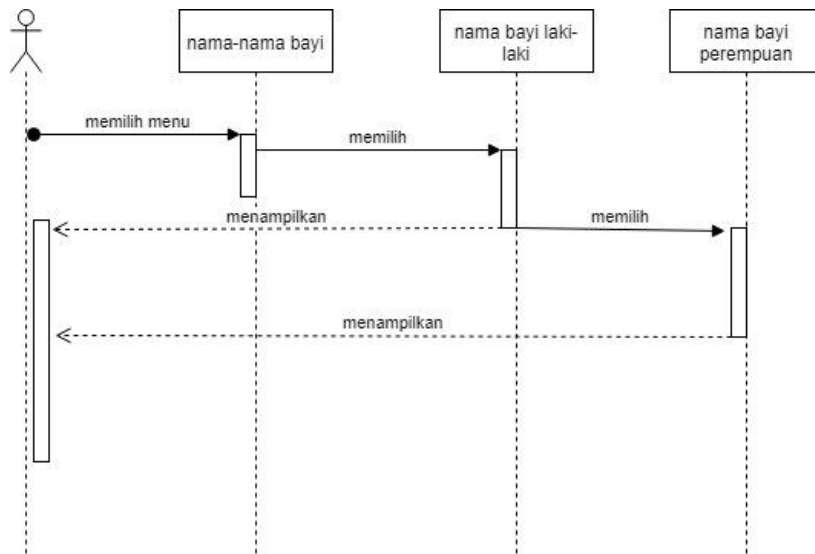 nama-nama bayi
nama bayi laki-
laki
nama bayi
perempuan
memilih menu
memilih
menampilkan
memilih
menampilkan